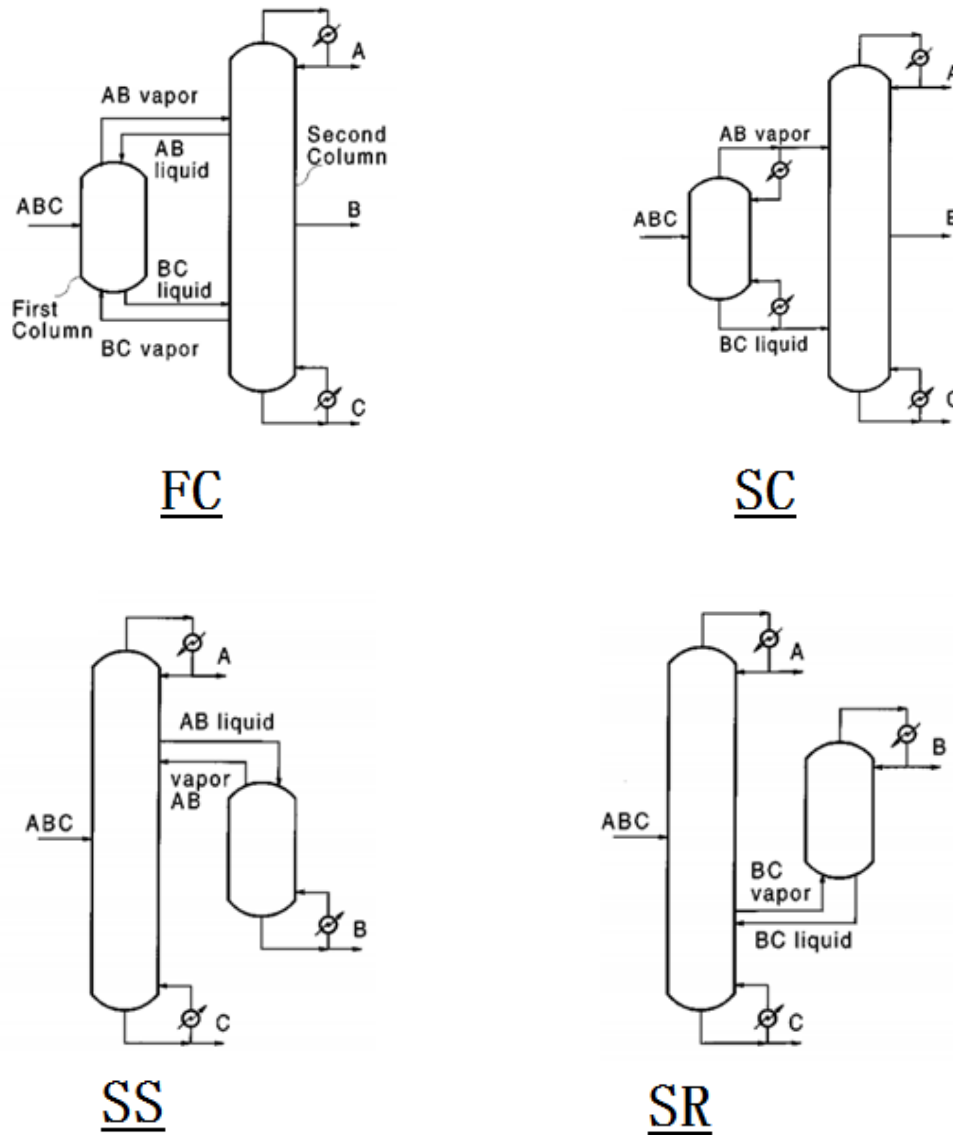 A
AB vapor
AB
liquid
Second
Column
ABC
B
BC
liquid
First
Column
BC vapor
C
FC
AB vapor
ABC
BC liquid
SC
A
AB liquid
vapor
AB
ABC
B
C
SS
A
B
ABC
BC
vapor
BC liquid
C
SR